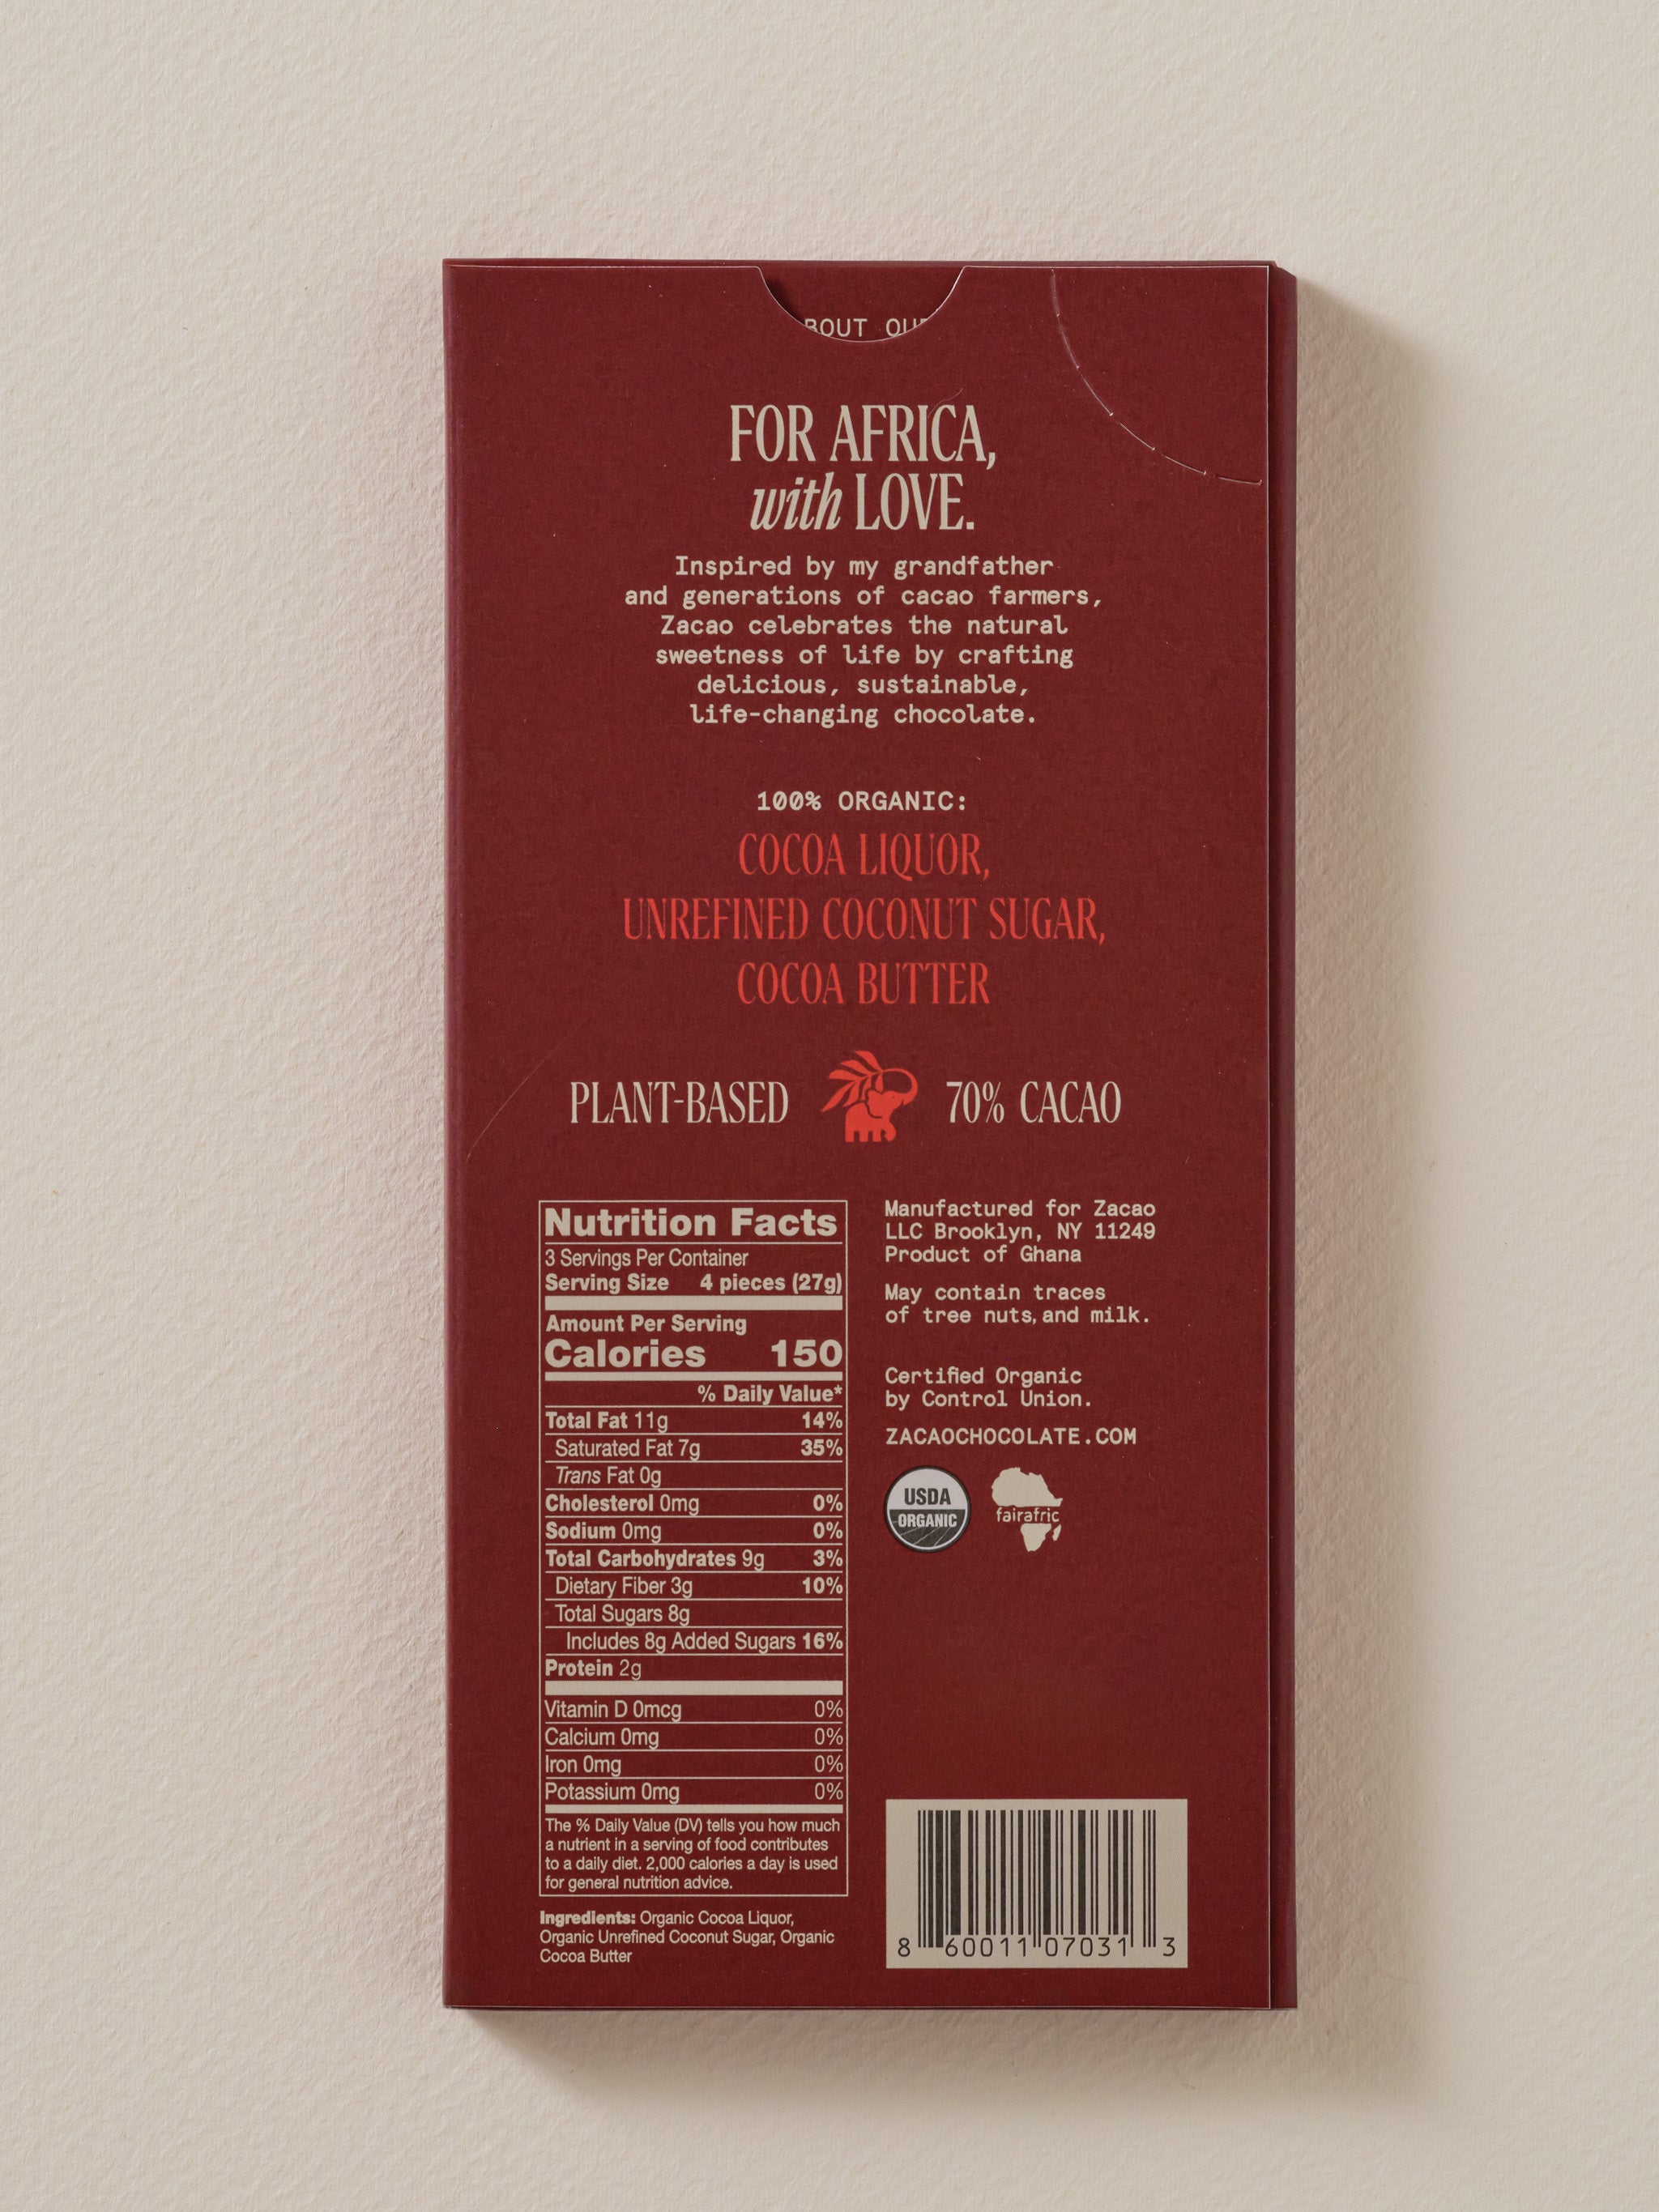 BOUT OUR
FOR AFRICA,
with LOVE.
Inspired by my grandfather
and generations of cacao farmers,
Zacao celebrates the natural
sweetness of life by crafting
delicious, sustainable,
life-changing chocolate.
100% ORGANIC:
COCOA LIQUOR,
UNREFINED COCONUT SUGAR,
COCOA BUTTER
PLANT-BASED 70% CACAO
Nutrition Facts
3 Servings Per Container
Serving Size 4 pieces (27g)
Amount Per Serving
Calories 150
% Daily Value*
Total Fat 11g 14%
Saturated Fat 7g 35%
Trans Fat 0g
Cholesterol 0mg 0%
Sodium 0mg 0%
Total Carbohydrates 9g 3%
Dietary Fiber 3g 10%
Total Sugars 8g
Includes 8g Added Sugars 16%
Protein 2g
Vitamin D 0mcg 0%
Calcium 0mg 0%
Iron 0mg 0%
Potassium 0mg 0%
The % Daily Value (DV) tells you how much
a nutrient in a serving of food contributes
to a daily diet. 2,000 calories a day is used
for general nutrition advice.
Ingredients: Organic Cocoa Liquor,
Organic Unrefined Coconut Sugar, Organic
Cocoa Butter
Manufactured for Zacao
LLC Brooklyn, NY 11249
Product of Ghana
May contain traces
of tree nuts, and milk.
Certified Organic
by Control Union.
ZACAOCHOCOLATE.COM
USDA
ORGANIC
fairafric
8 60011 07031 3